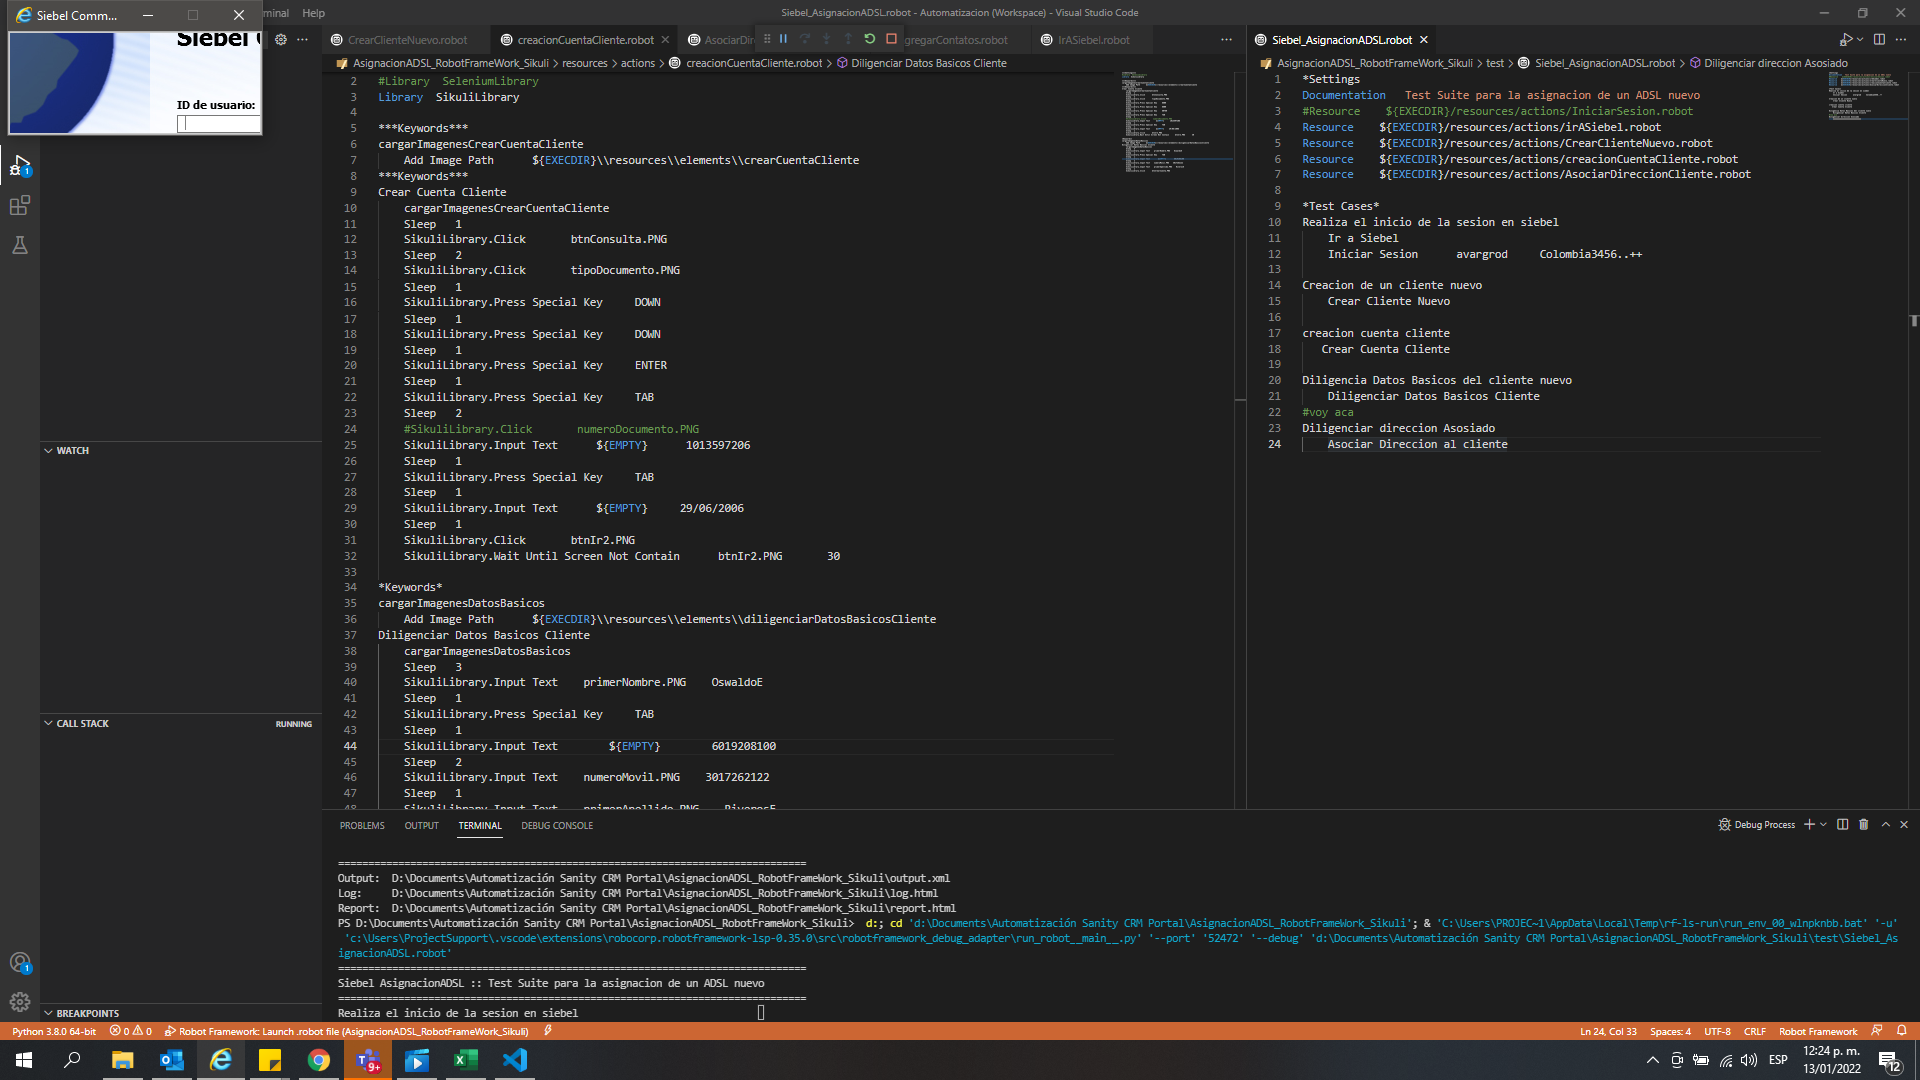 Siebel Comm...
Siebel
ID de usuario:
minal Help
Siebel_AsignacionADSL.robot - Automatizacion (Workspace) - Visual Studio Code
CrearClienteNuevo.robot
creacionCuentaCliente.robot
AsociarDir
gregarContatos.robot
IrASiebel.robot
AsignacionADSL_RobotFrameWork_Sikuli > resources > actions > creacionCuentaCliente.robot > Diligenciar Datos Basicos Cliente
2 #Library SeleniumLibrary
3 Library SikuliLibrary
4
5 ***Keywords***
6 cargarImagenesCrearCuentaCliente
7 Add Image Path ${EXECDIR}\\resources\\elements\\crearCuentaCliente
8 ***Keywords***
9 Crear Cuenta Cliente
10 cargarImagenesCrearCuentaCliente
11 Sleep 1
12 SikuliLibrary.Click btnConsulta.PNG
13 Sleep 2
14 SikuliLibrary.Click tipoDocumento.PNG
15 Sleep 1
16 SikuliLibrary.Press Special Key DOWN
17 Sleep 1
18 SikuliLibrary.Press Special Key DOWN
19 Sleep 1
20 SikuliLibrary.Press Special Key ENTER
21 Sleep 1
22 SikuliLibrary.Press Special Key TAB
23 Sleep 2
24 #SikuliLibrary.Click numeroDocumento.PNG
25 SikuliLibrary.Input Text ${EMPTY} 1013597206
26 Sleep 1
27 SikuliLibrary.Press Special Key TAB
28 Sleep 1
29 SikuliLibrary.Input Text ${EMPTY} 29/06/2006
30 Sleep 1
31 SikuliLibrary.Click btnIr2.PNG
32 SikuliLibrary.Wait Until Screen Not Contain btnIr2.PNG 30
33
34 *Keywords*
35 cargarImagenesDatosBasicos
36 Add Image Path ${EXECDIR}\\resources\\elements\\diligenciarDatosBasicosCliente
37 Diligenciar Datos Basicos Cliente
38 cargarImagenesDatosBasicos
39 Sleep 3
40 SikuliLibrary.Input Text primerNombre.PNG OswaldoE
41 Sleep 1
42 SikuliLibrary.Press Special Key TAB
43 Sleep 1
44 SikuliLibrary.Input Text ${EMPTY} 6019208100
45 Sleep 2
46 SikuliLibrary.Input Text numeroMovil.PNG 3017262122
47 Sleep 1
48 SikuliLibrary.Input Text primerApellido.PNG RiverosE
Siebel_AsignacionADSL.robot
AsignacionADSL_RobotFrameWork_Sikuli > test > Siebel_AsignacionADSL.robot > Diligenciar direccion Asosiado
1 *Settings
2 Documentation Test Suite para la asignacion de un ADSL nuevo
3 #Resource ${EXECDIR}/resources/actions/IniciarSesion.robot
4 Resource ${EXECDIR}/resources/actions/irASiebel.robot
5 Resource ${EXECDIR}/resources/actions/CrearClienteNuevo.robot
6 Resource ${EXECDIR}/resources/actions/creacionCuentaCliente.robot
7 Resource ${EXECDIR}/resources/actions/AsociarDireccionCliente.robot
8
9 *Test Cases*
10 Realiza el inicio de la sesion en siebel
11 Ir a Siebel
12 Iniciar Sesion avargrod Colombia3456..++
13
14 Creacion de un cliente nuevo
15 Crear Cliente Nuevo
16
17 creacion cuenta cliente
18 Crear Cuenta Cliente
19
20 Diligencia Datos Basicos del cliente nuevo
21 Diligenciar Datos Basicos Cliente
22 #voy aca
23 Diligenciar direccion Asosiado
24 Asociar Direccion al cliente
WATCH
CALL STACK RUNNING
BREAKPOINTS
PROBLEMS OUTPUT TERMINAL DEBUG CONSOLE
Debug Process
==============================================================================
Output: D:\Documents\Automatización Sanity CRM Portal\AsignacionADSL_RobotFrameWork_Sikuli\output.xml
Log: D:\Documents\Automatización Sanity CRM Portal\AsignacionADSL_RobotFrameWork_Sikuli\log.html
Report: D:\Documents\Automatización Sanity CRM Portal\AsignacionADSL_RobotFrameWork_Sikuli\report.html
PS D:\Documents\Automatización Sanity CRM Portal\AsignacionADSL_RobotFrameWork_Sikuli> d:; cd 'd:\Documents\Automatización Sanity CRM Portal\AsignacionADSL_RobotFrameWork_Sikuli'; & 'C:\Users\PROJEC~1\AppData\Local\Temp\rf-ls-run\run_env_00_wlnpknbb.bat' '-u'
'c:\Users\ProjectSupport\.vscode\extensions\robocorp.robotframework-lsp-0.35.0\src\robotframework_debug_adapter\run_robot__main__.py' '--port' '52472' '--debug' 'd:\Documents\Automatización Sanity CRM Portal\AsignacionADSL_RobotFrameWork_Sikuli\test\Siebel_As
ignacionADSL.robot'
==============================================================================
Siebel AsignacionADSL :: Test Suite para la asignacion de un ADSL nuevo
==============================================================================
Realiza el inicio de la sesion en siebel
Python 3.8.0 64-bit 0 0 Robot Framework: Launch .robot file (AsignacionADSL_RobotFrameWork_Sikuli)
Ln 24, Col 33 Spaces: 4 UTF-8 CRLF Robot Framework
9+
ESP
12:24 p. m.
13/01/2022
12